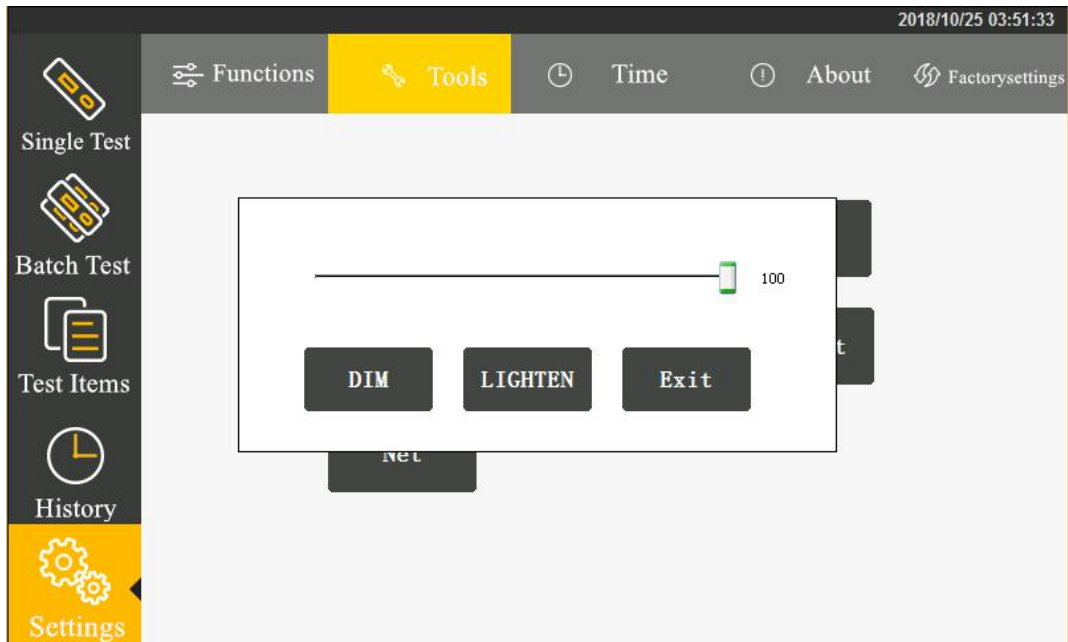 2018/10/25 03:51:33
Functions
Tools
Time
About
Factorysettings
Single Test
Batch Test
Test Items
History
Settings
100
DIM
LIGHTEN
Exit
t
Net